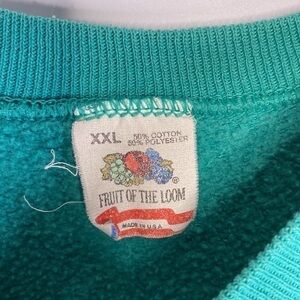 XXL 50% COTTON
50% POLYESTER
®
FRUIT OF THE LOOM
MADE IN U.S.A.